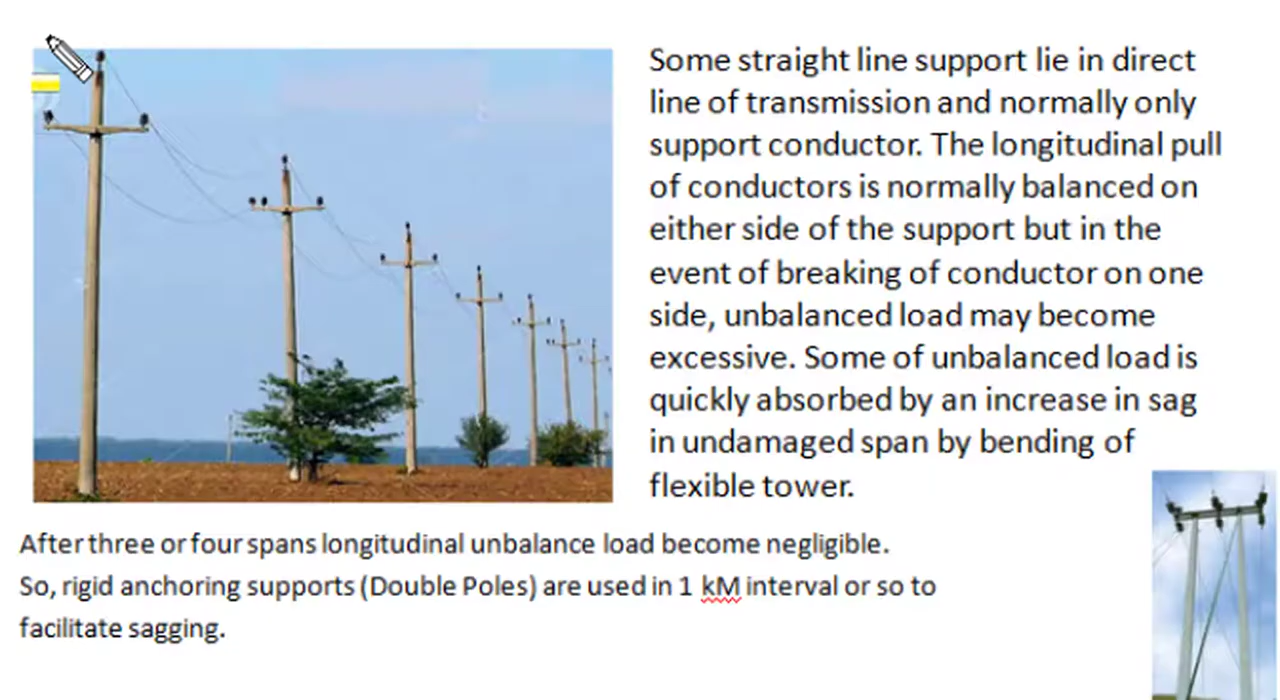 Some straight line support lie in direct
line of transmission and normally only
support conductor. The longitudinal pull
of conductors is normally balanced on
either side of the support but in the
event of breaking of conductor on one
side, unbalanced load may become
excessive. Some of unbalanced load is
quickly absorbed by an increase in sag
in undamaged span by bending of
flexible tower.
After three or four spans longitudinal unbalance load become negligible.
So, rigid anchoring supports (Double Poles) are used in 1 kM interval or so to
facilitate sagging.